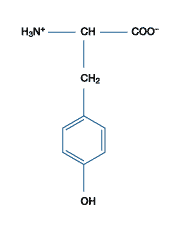 H₃N⁺ CH COO⁻
CH₂
OH